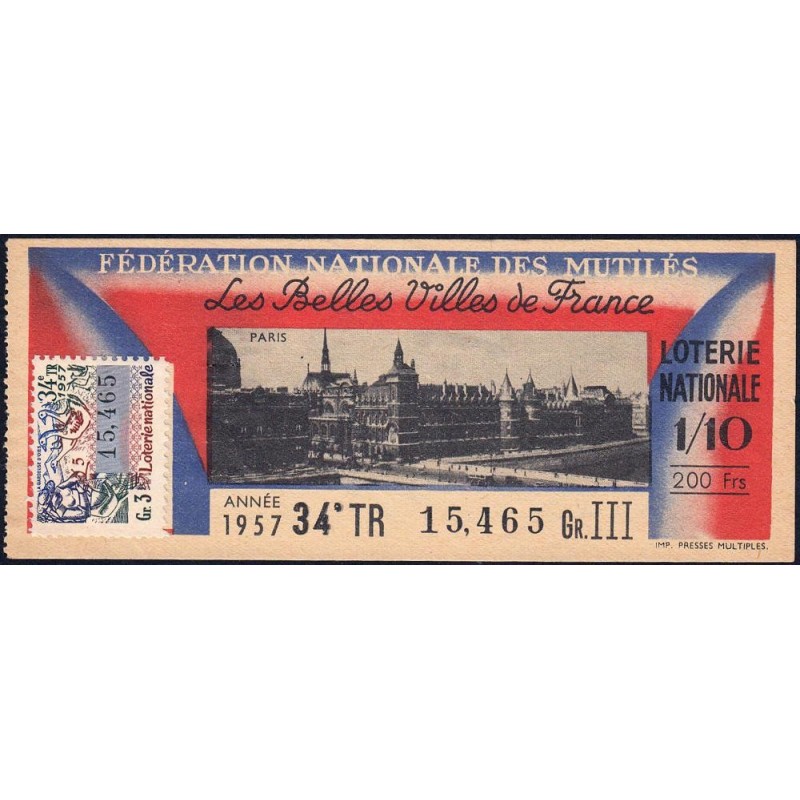 FÉDÉRATION NATIONALE DES MUTILÉS
Les Belles Villes de France
PARIS
LOTERIE
NATIONALE
1/10
200 Frs
ANNÉE
1957 34e TR 15,465 Gr. III
IMP. PRESSES MULTIPLES.
34e TR
1957
15,465
Loterie nationale
Gr. 3